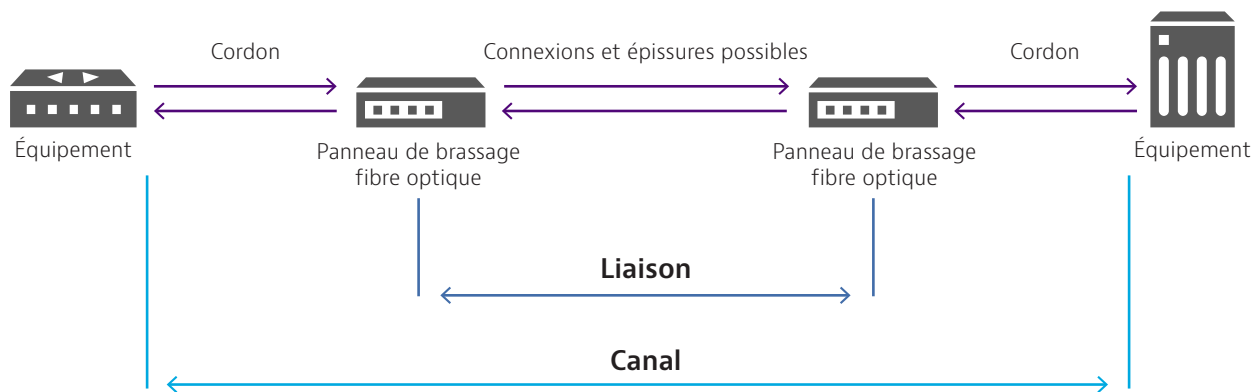 Cordon
Connexions et épissures possibles
Cordon
Équipement
Panneau de brassage
fibre optique
Panneau de brassage
fibre optique
Équipement
Liaison
Canal